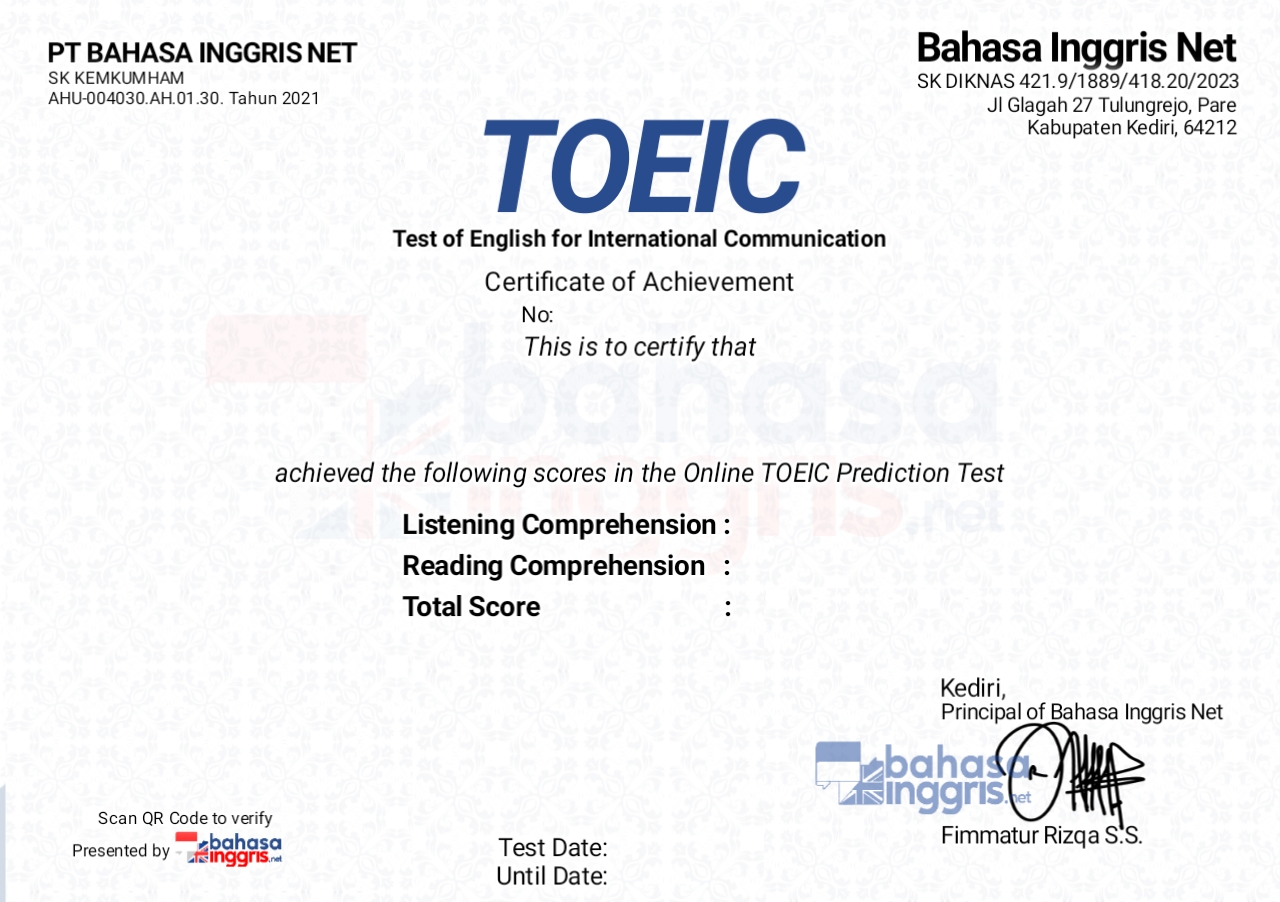 PT BAHASA INGGRIS NET
SK KEMKUMHAM
AHU-004030.AH.01.30. Tahun 2021
Bahasa Inggris Net
SK DIKNAS 421.9/1889/418.20/2023
Jl Glagah 27 Tulungrejo, Pare
Kabupaten Kediri, 64212
TOEIC
Test of English for International Communication
Certificate of Achievement
No:
This is to certify that
bahasa
inggris.net
achieved the following scores in the Online TOEIC Prediction Test
Listening Comprehension :
Reading Comprehension :
Total Score :
Kediri,
Principal of Bahasa Inggris Net
bahasa
inggris.net
Fimmatur Rizqa S.S.
Scan QR Code to verify
Presented by bahasa
inggris.net
Test Date:
Until Date: